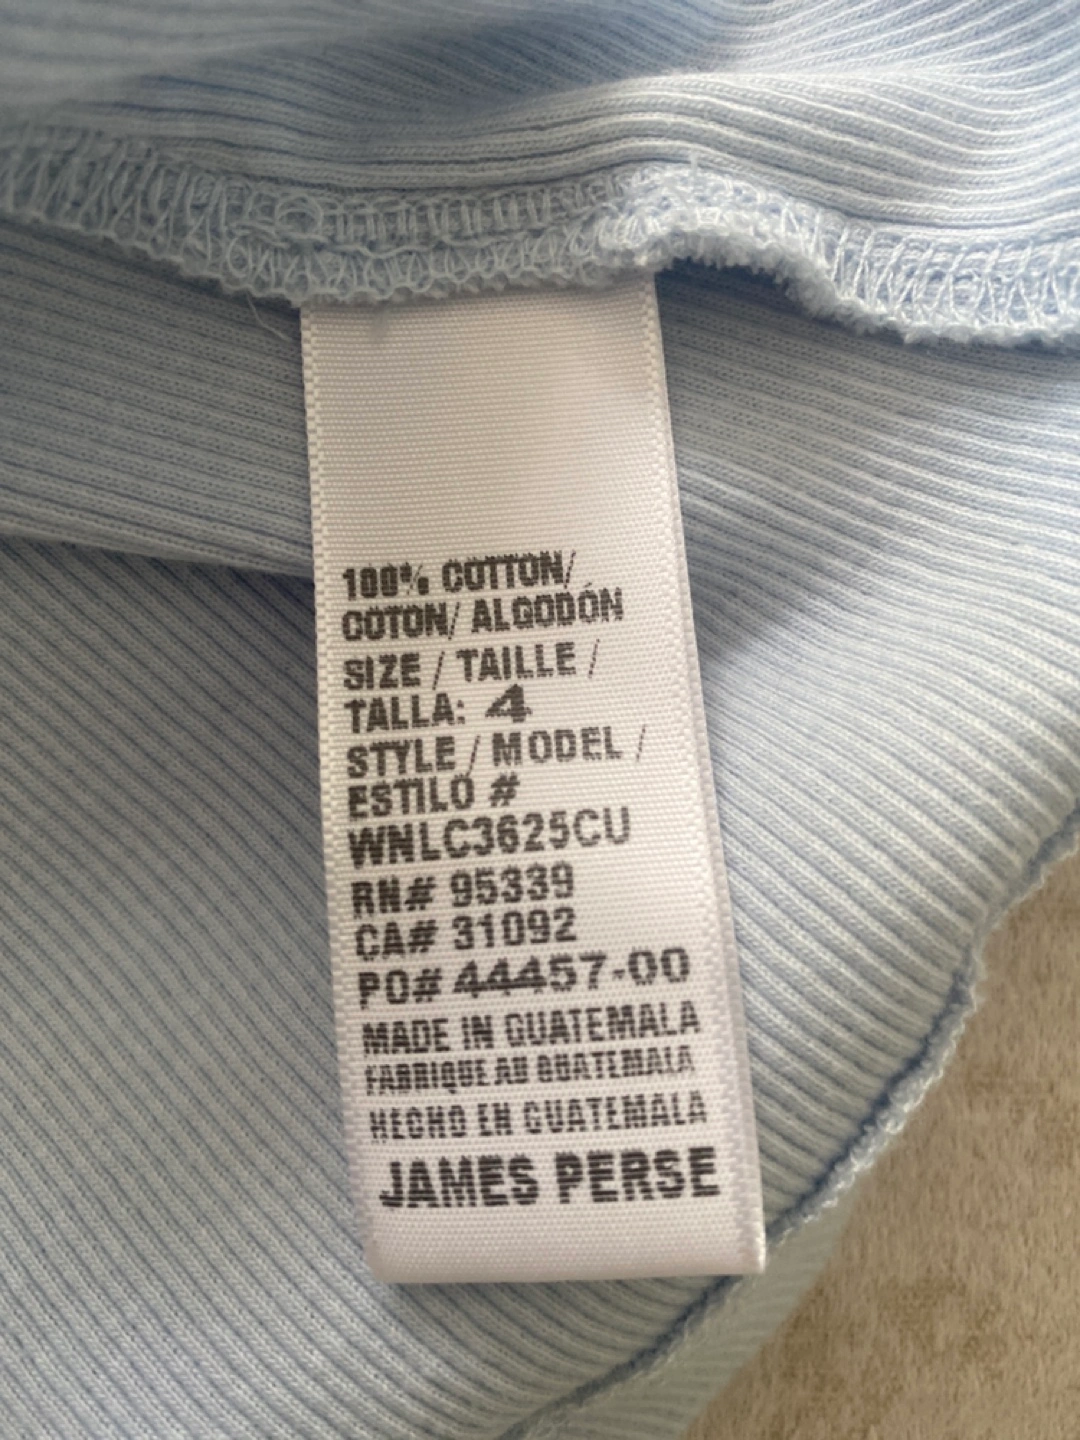 100% COTTON/
COTON/ ALGODÓN
SIZE / TAILLE /
TALLA: 4
STYLE / MODEL /
ESTILO #
WNLC3625CU
RN# 95339
CA# 31092
PO# 44457-00
MADE IN GUATEMALA
FABRIQUE AU GUATEMALA
HECHO EN GUATEMALA
JAMES PERSE